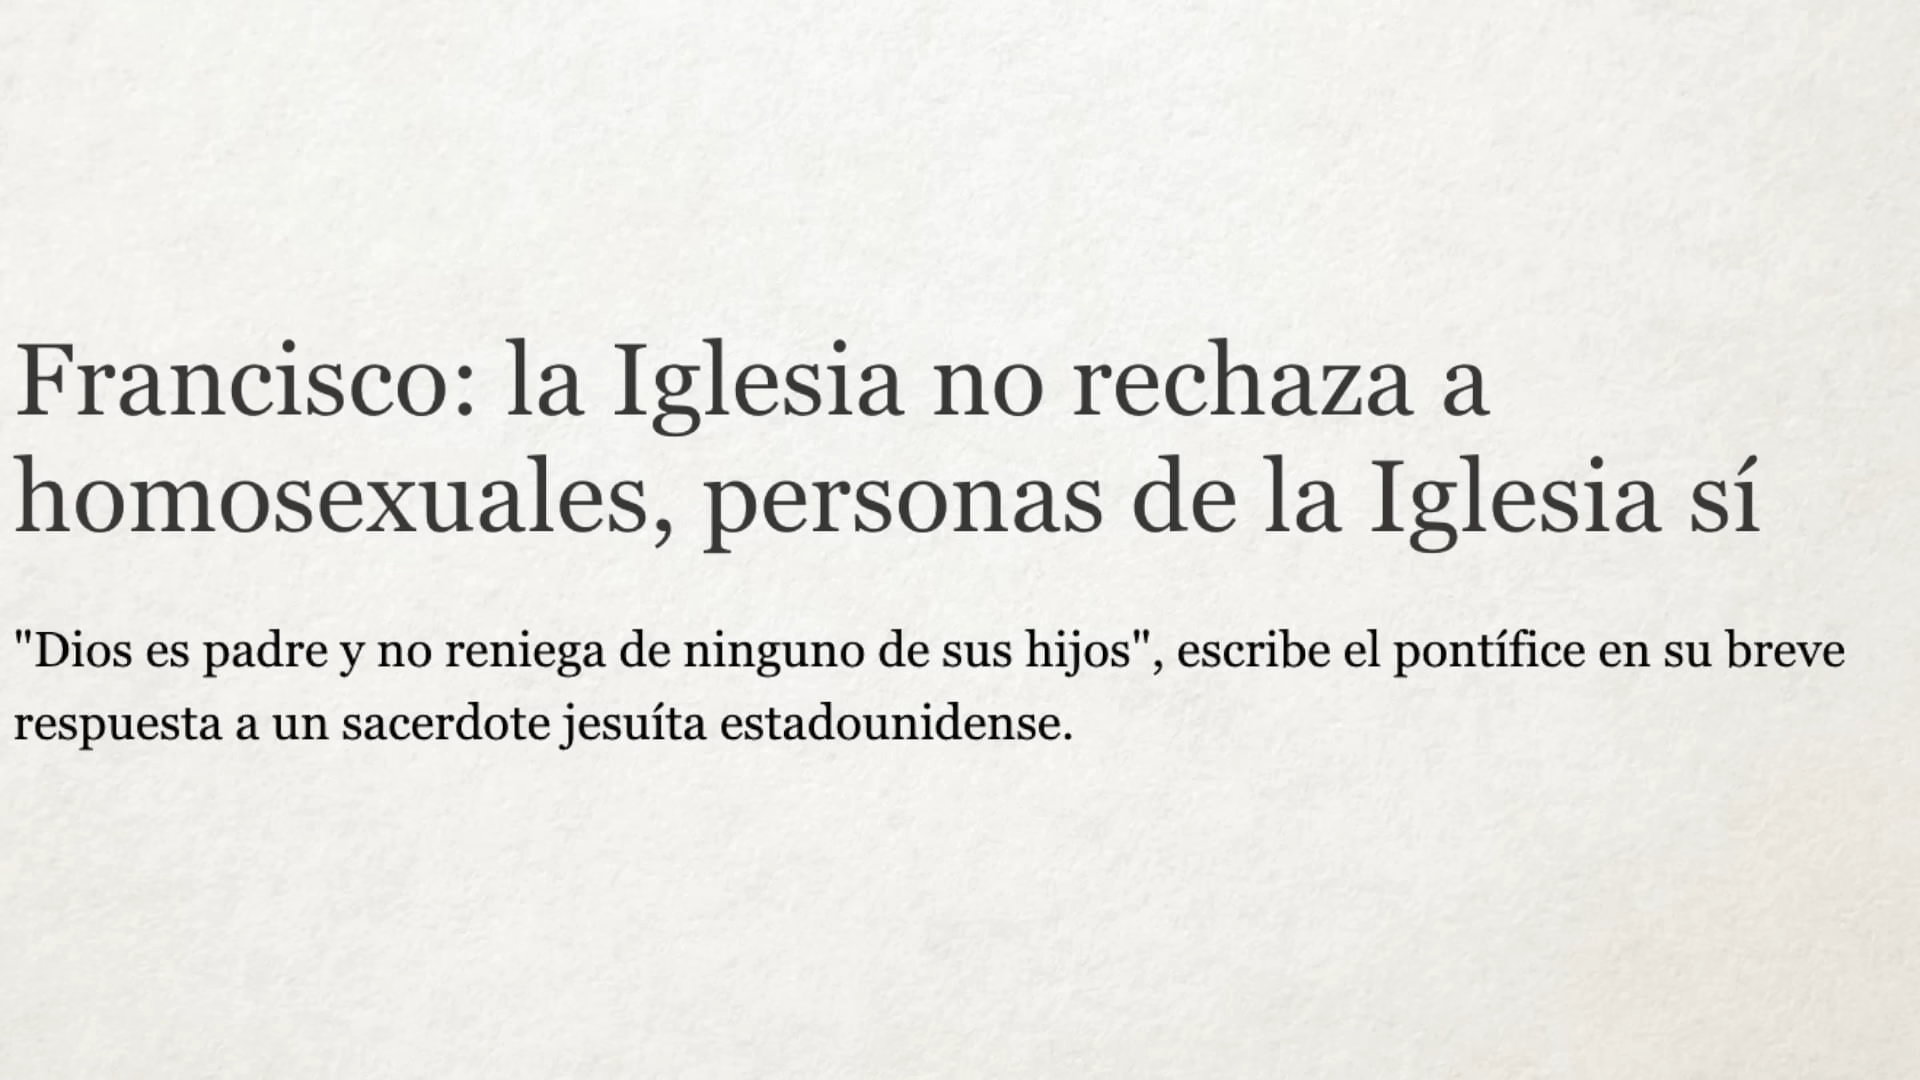 Francisco: la Iglesia no rechaza a
homosexuales, personas de la Iglesia sí
"Dios es padre y no reniega de ninguno de sus hijos", escribe el pontífice en su breve
respuesta a un sacerdote jesuíta estadounidense.